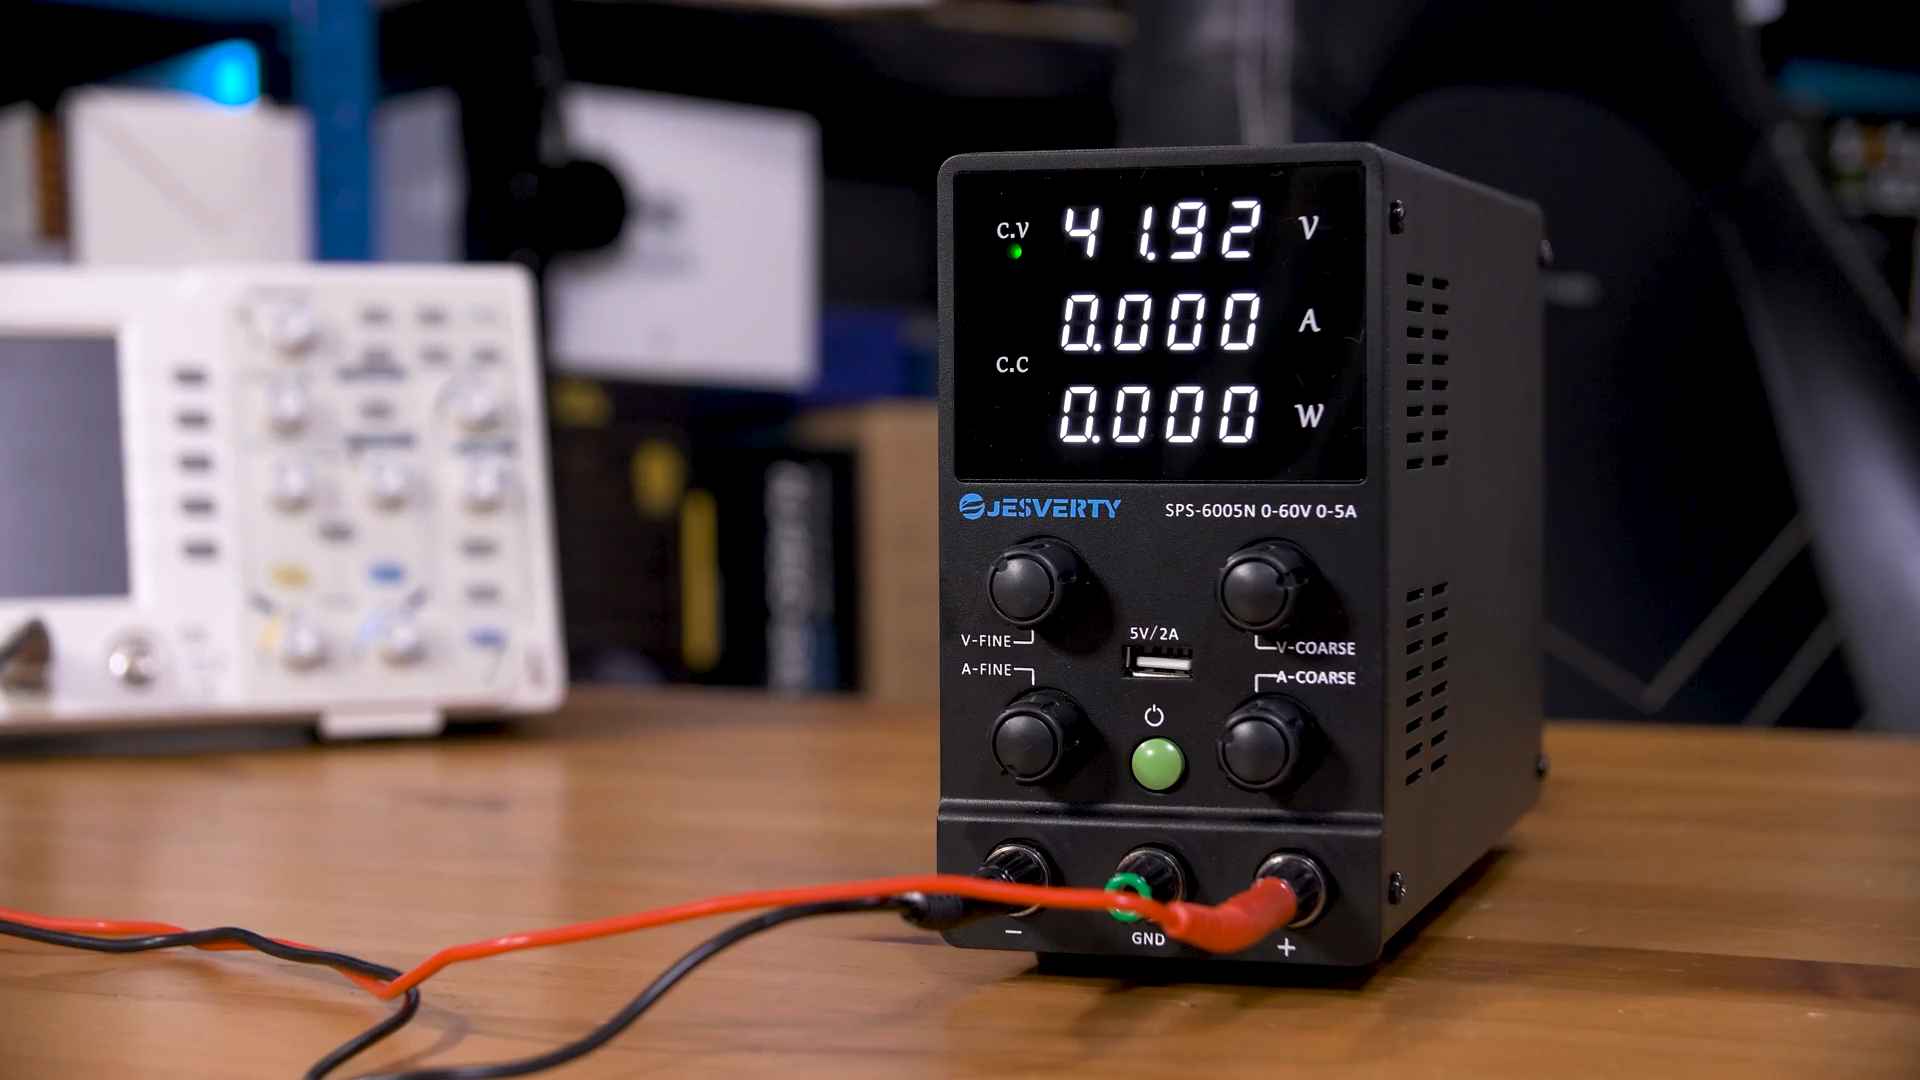 C.V 41.92 V
0.000 A
C.C
0.000 W
JESVERTY SPS-6005N 0-60V 0-5A
V-FINE 5V/2A V-COARSE
A-FINE A-COARSE
− GND +